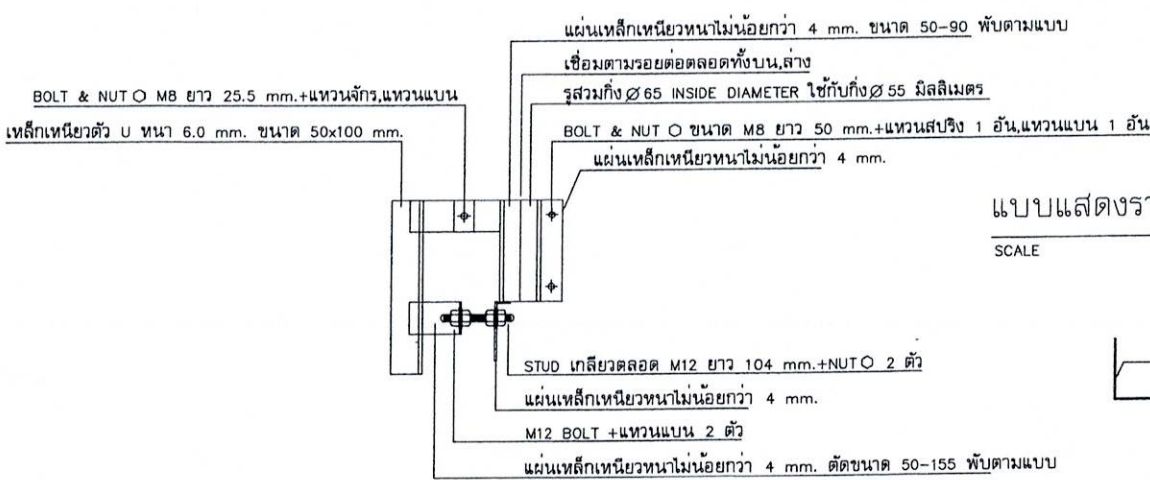 แผ่นเหล็กเหนียวหนาไม่น้อยกว่า 4 mm. ขนาด 50-90 พับตามแบบ
เชื่อมตามรอยต่อตลอดทั้งบน,ล่าง
รูสวมกิ่ง Ø 65 INSIDE DIAMETER ใช้กับกิ่ง Ø 55 มิลลิเมตร
BOLT & NUT ⬡ M8 ยาว 25.5 mm.+แหวนจักร,แหวนแบน
BOLT & NUT ⬡ ขนาด M8 ยาว 50 mm.+แหวนสปริง 1 อัน,แหวนแบน 1 อัน
เหล็กเหนียวตัว U หนา 6.0 mm. ขนาด 50x100 mm.
แผ่นเหล็กเหนียวหนาไม่น้อยกว่า 4 mm.
SCALE
STUD เกลียวตลอด M12 ยาว 104 mm.+NUT ⬡ 2 ตัว
แผ่นเหล็กเหนียวหนาไม่น้อยกว่า 4 mm.
M12 BOLT +แหวนแบน 2 ตัว
แผ่นเหล็กเหนียวหนาไม่น้อยกว่า 4 mm. ตัดขนาด 50-155 พับตามแบบ